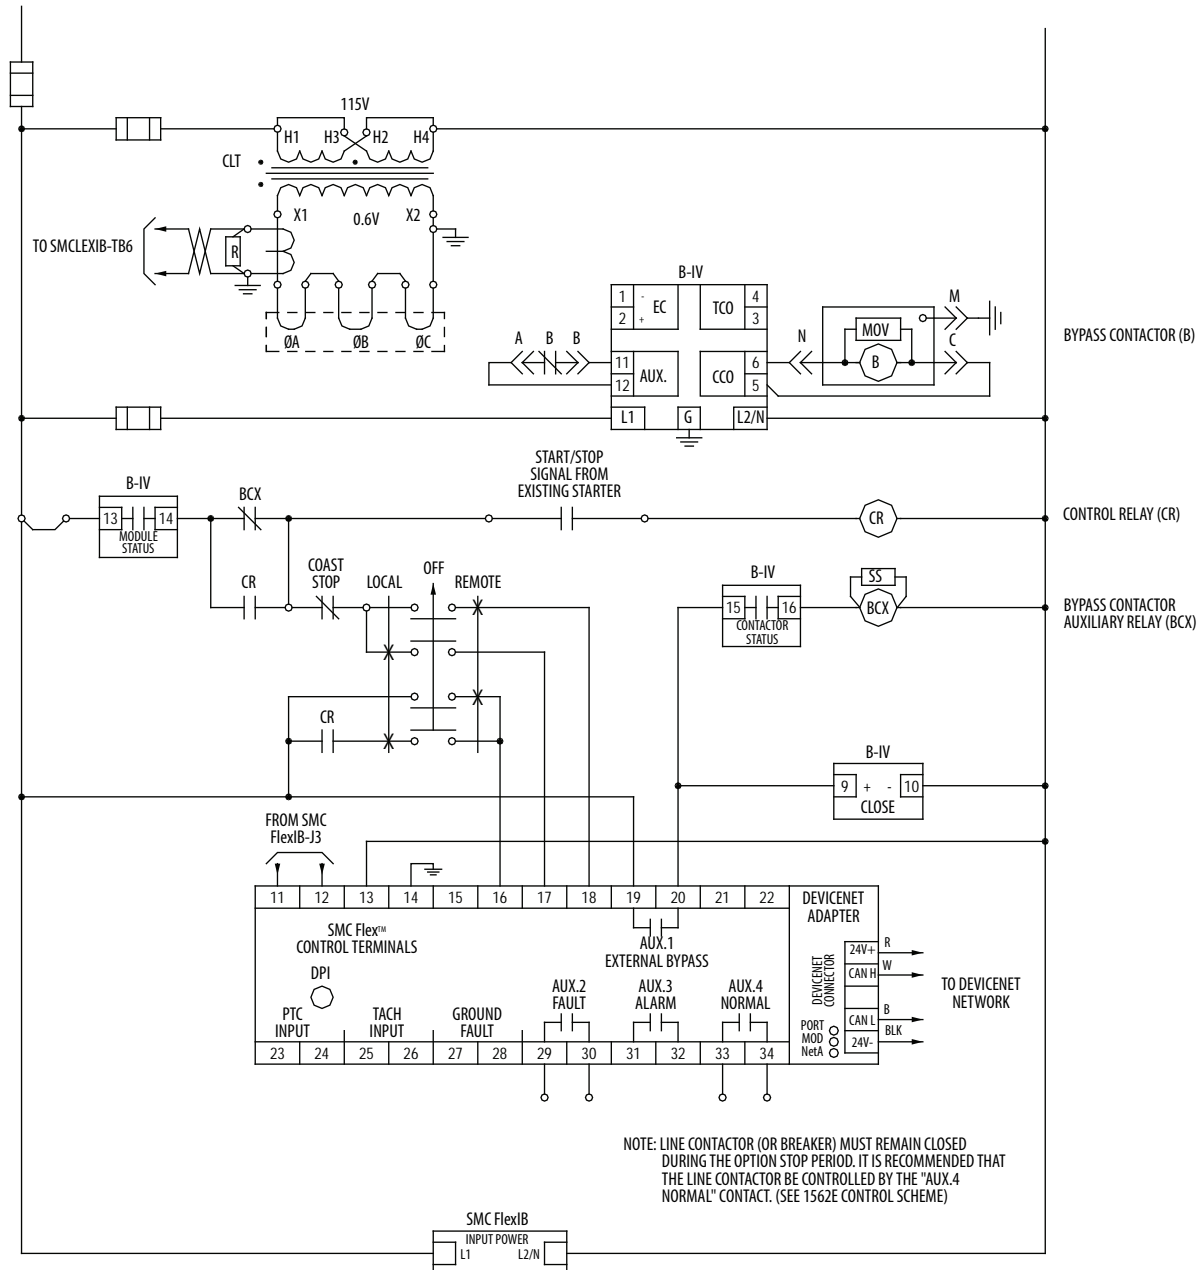 115V
H1 H3 H2 H4
CLT
X1 0.6V X2
TO SMCLEXIB-TB6
R
ØA ØB ØC
B-IV
1 - EC TCO 4
2 + 3
A B B
11 AUX. CCO 6
12 5
L1 G L2/N
N
MOV
B
M
C
BYPASS CONTACTOR (B)
B-IV
13 14
MODULE
STATUS
BCX
START/STOP
SIGNAL FROM
EXISTING STARTER
CR
CONTROL RELAY (CR)
CR
COAST
STOP
LOCAL
OFF
REMOTE
B-IV
15 16
CONTACTOR
STATUS
SS
BCX
BYPASS CONTACTOR
AUXILIARY RELAY (BCX)
CR
B-IV
9 + - 10
CLOSE
FROM SMC
FlexIB-J3
11 12 13 14 15 16 17 18 19 20 21 22
SMC Flex™
CONTROL TERMINALS
DPI
AUX.1
EXTERNAL BYPASS
PTC
INPUT
TACH
INPUT
GROUND
FAULT
AUX.2
FAULT
AUX.3
ALARM
AUX.4
NORMAL
23 24 25 26 27 28 29 30 31 32 33 34
DEVICENET
ADAPTER
DEVICENET
CONNECTOR
24V+ R
CAN H W
CAN L B
24V- BLK
PORT
MOD
NetA
TO DEVICENET
NETWORK
NOTE: LINE CONTACTOR (OR BREAKER) MUST REMAIN CLOSED
DURING THE OPTION STOP PERIOD. IT IS RECOMMENDED THAT
THE LINE CONTACTOR BE CONTROLLED BY THE "AUX.4
NORMAL" CONTACT. (SEE 1562E CONTROL SCHEME)
SMC FlexIB
INPUT POWER
L1 L2/N